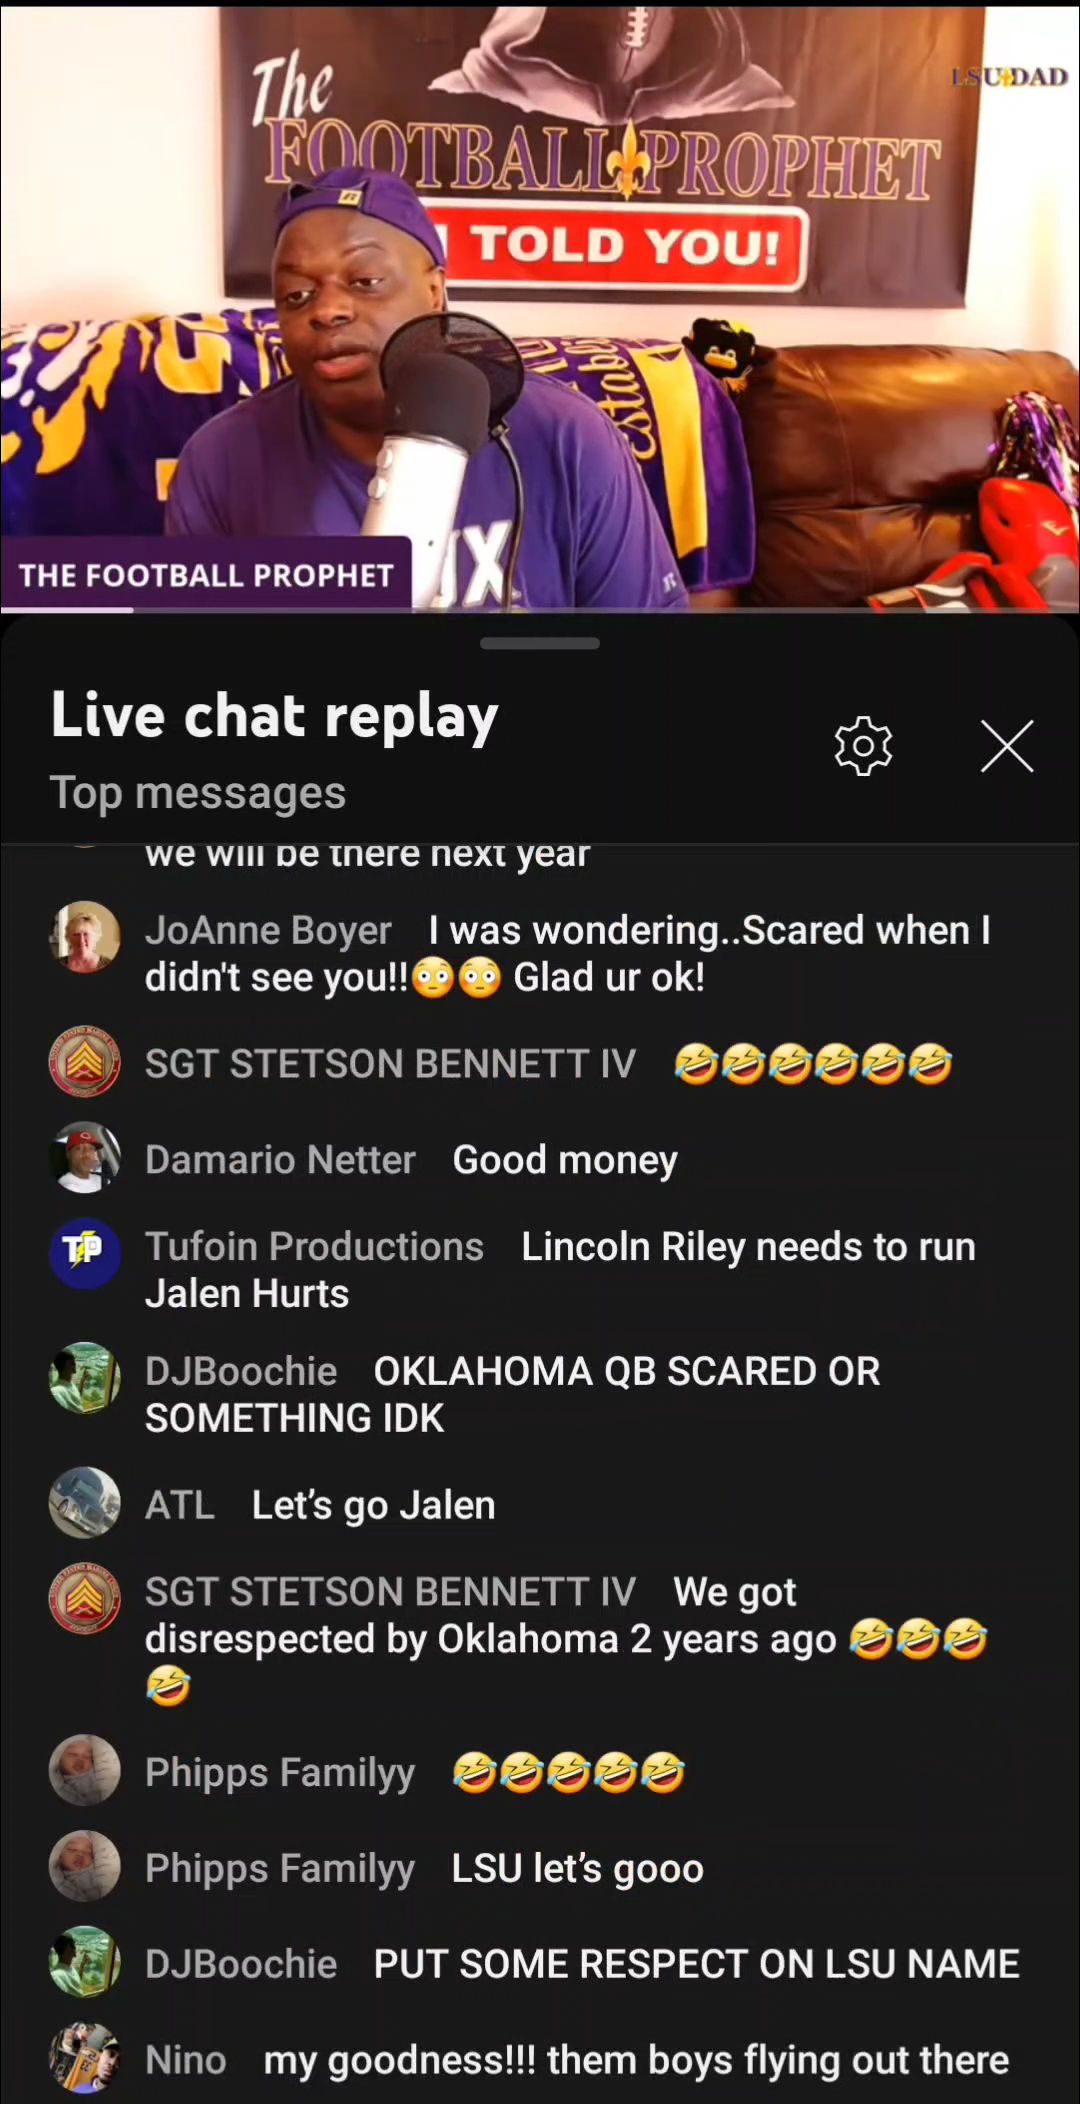 The
LSU DAD
FOOTBALL PROPHET
I TOLD YOU!
THE FOOTBALL PROPHET
Live chat replay
Top messages
we will be there next year
JoAnne Boyer I was wondering..Scared when I
didn't see you!!😳😳 Glad ur ok!
SGT STETSON BENNETT IV 🤣🤣🤣🤣🤣🤣
Damario Netter Good money
TP
Tufoin Productions Lincoln Riley needs to run
Jalen Hurts
DJBoochie OKLAHOMA QB SCARED OR
SOMETHING IDK
ATL Let's go Jalen
SGT STETSON BENNETT IV We got
disrespected by Oklahoma 2 years ago 🤣🤣🤣
🤣
Phipps Familyy 🤣🤣🤣🤣🤣
Phipps Familyy LSU let's gooo
DJBoochie PUT SOME RESPECT ON LSU NAME
Nino my goodness!!! them boys flying out there